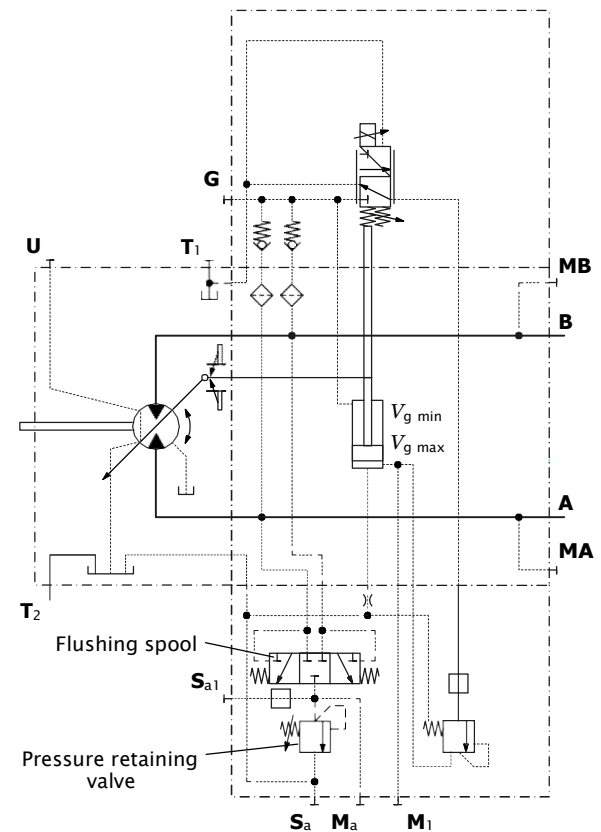 G
U
T1
MB
B
Vg min
Vg max
A
MA
T2
Flushing spool
Sa1
Pressure retaining
valve
Sa
Ma
M1